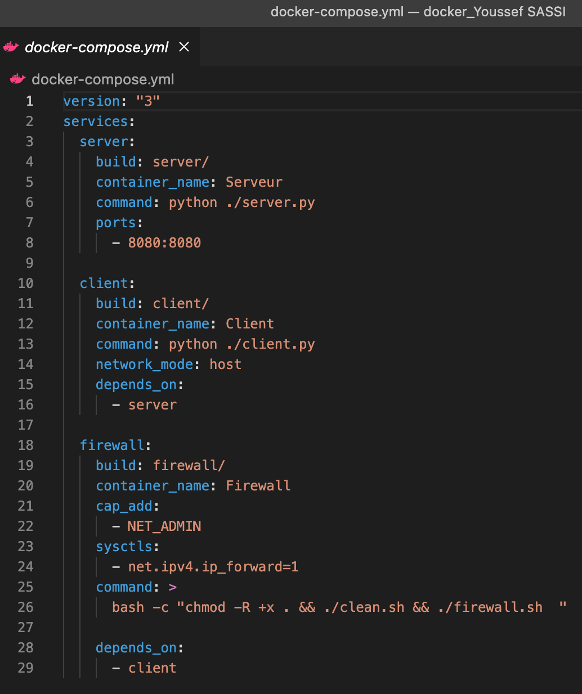 docker-compose.yml — docker_Youssef SASSI
docker-compose.yml ×
docker-compose.yml
1 version: "3"
2 services:
3   server:
4     build: server/
5     container_name: Serveur
6     command: python ./server.py
7     ports:
8       - 8080:8080
9
10   client:
11     build: client/
12     container_name: Client
13     command: python ./client.py
14     network_mode: host
15     depends_on:
16       - server
17
18   firewall:
19     build: firewall/
20     container_name: Firewall
21     cap_add:
22       - NET_ADMIN
23     sysctls:
24       - net.ipv4.ip_forward=1
25     command: >
26       bash -c "chmod -R +x . && ./clean.sh && ./firewall.sh  "
27
28     depends_on:
29       - client